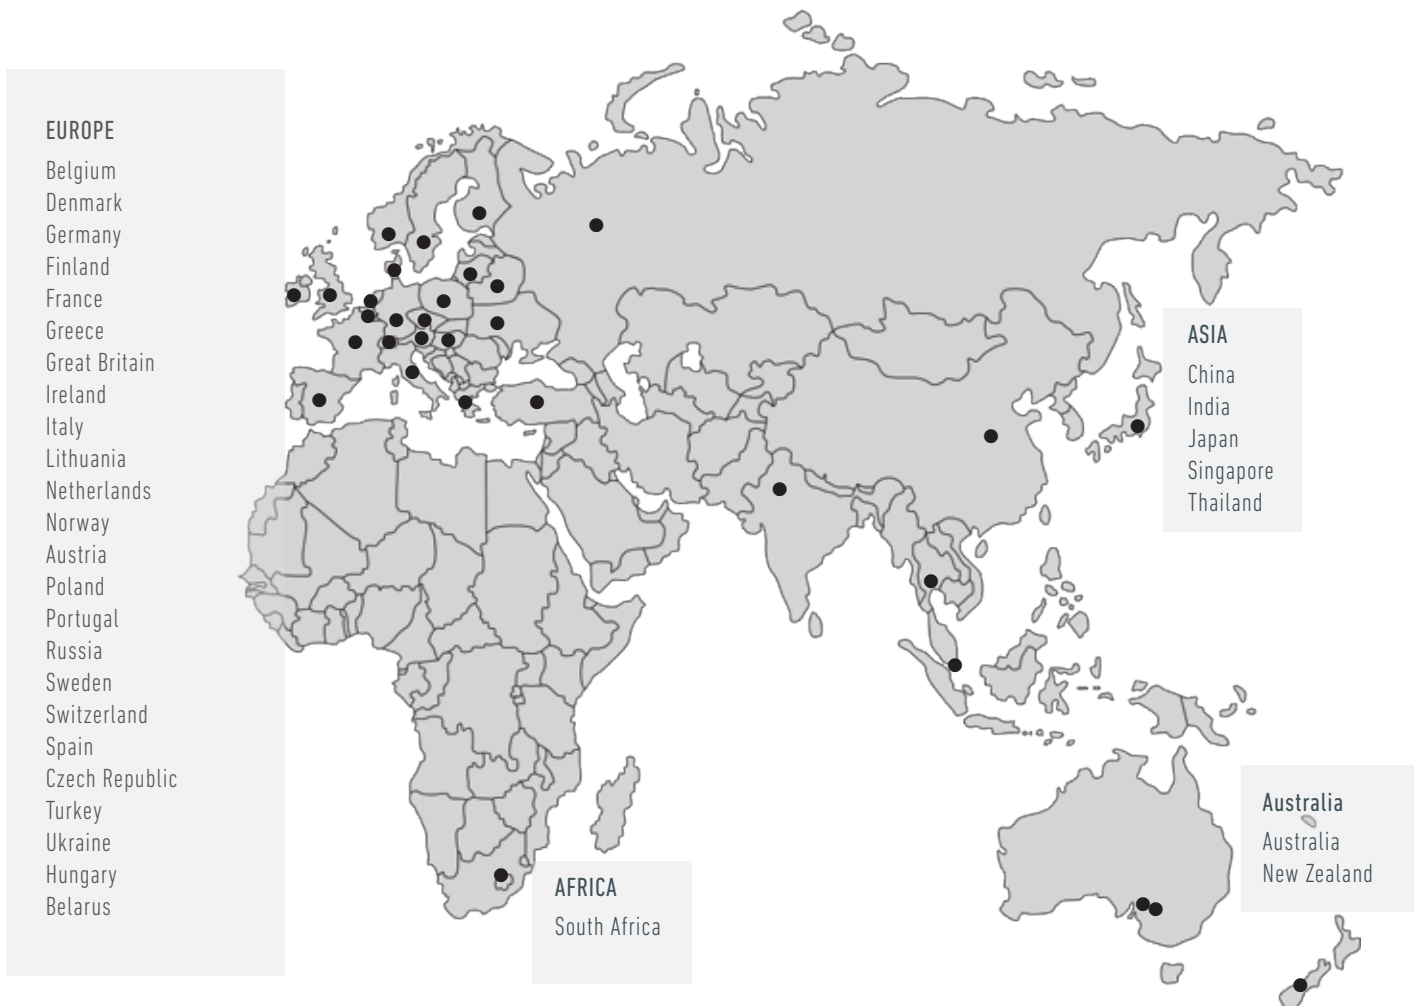 EUROPE
Belgium
Denmark
Germany
Finland
France
Greece
Great Britain
Ireland
Italy
Lithuania
Netherlands
Norway
Austria
Poland
Portugal
Russia
Sweden
Switzerland
Spain
Czech Republic
Turkey
Ukraine
Hungary
Belarus
ASIA
China
India
Japan
Singapore
Thailand
AFRICA
South Africa
Australia
Australia
New Zealand